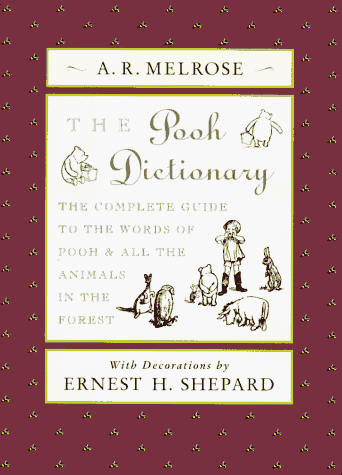 A. R. MELROSE
THE Pooh
Dictionary
THE COMPLETE GUIDE
TO THE WORDS OF
POOH & ALL THE
ANIMALS
IN THE
FOREST
With Decorations by
ERNEST H. SHEPARD